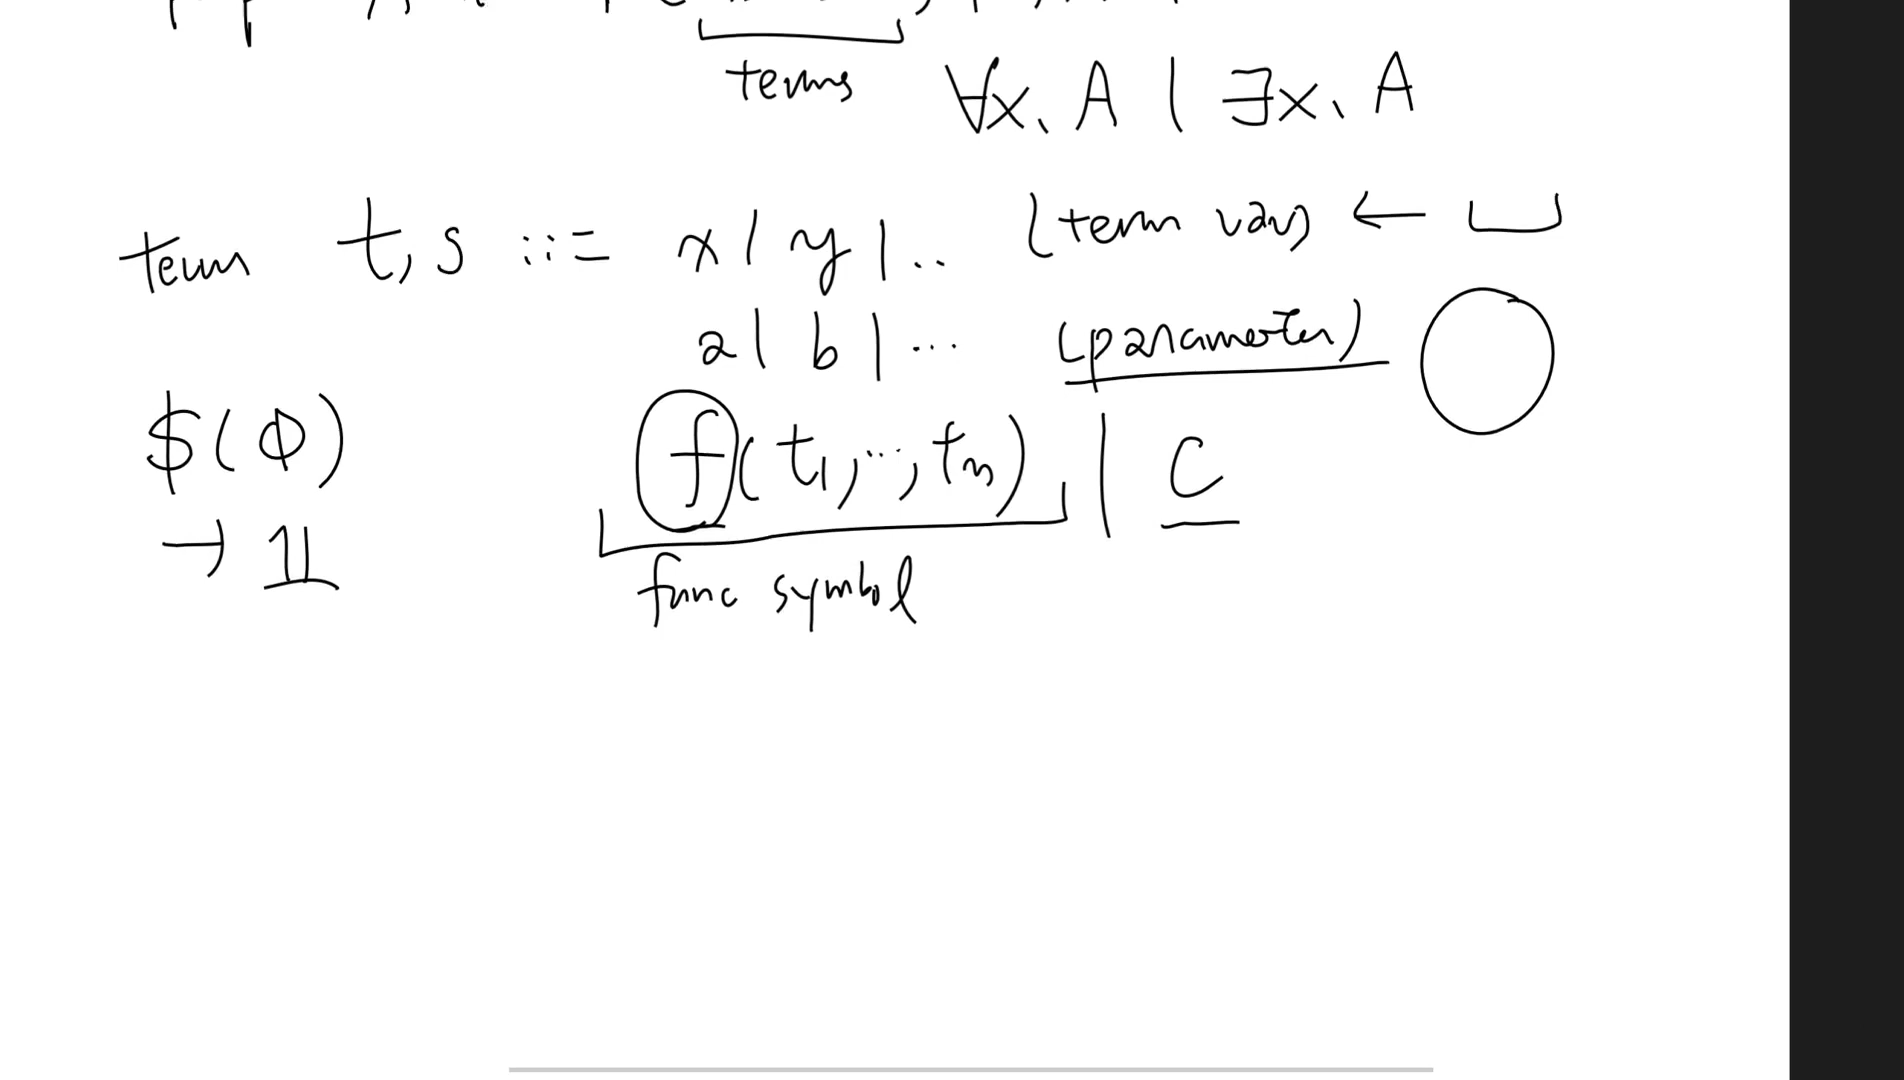 terms
∀x. A | ∃x. A
term t, s ::= x | y | .. (term var) ←
a | b | ... (parameter)
f(t₁, ..., tₙ) | c
func symbol
$(Φ)
→ 1